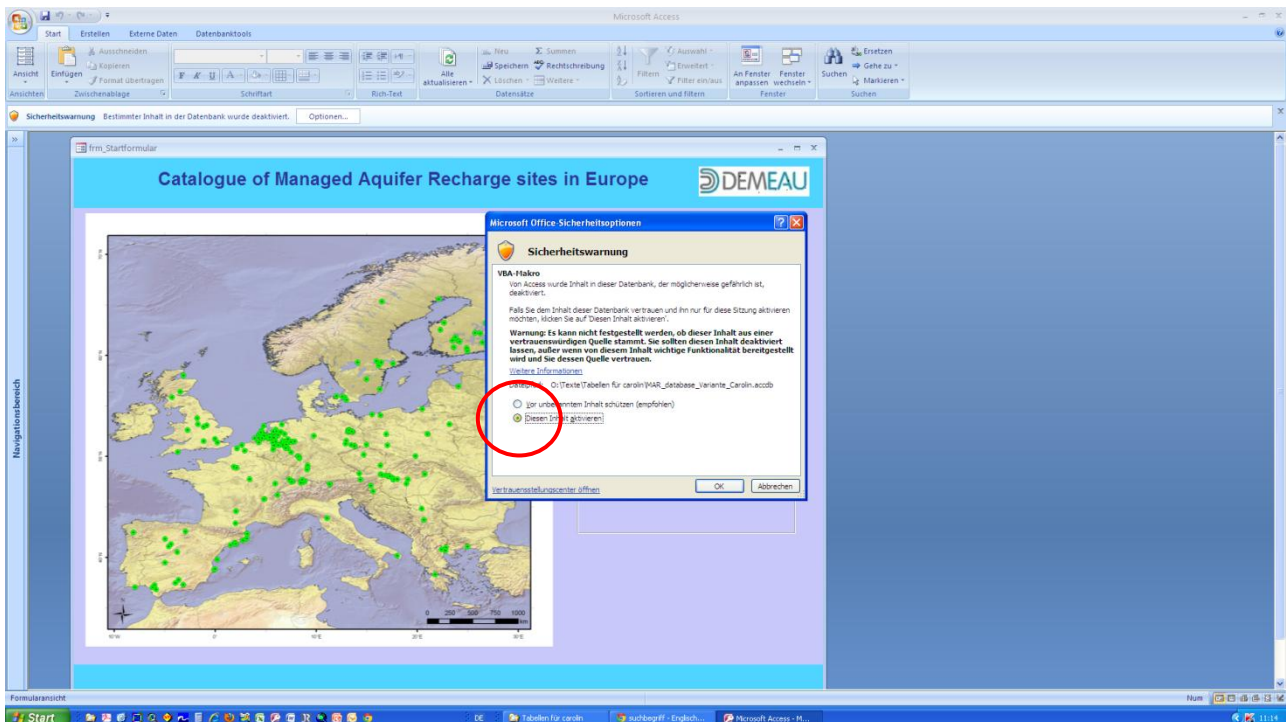 Microsoft Access
Start Erstellen Externe Daten Datenbanktools
Ansicht
Ansichten
Einfügen
Ausschneiden
Kopieren
Format übertragen
Zwischenablage
F K U A
Schriftart
Rich-Text
Alle aktualisieren
Neu Summen
Speichern Rechtschreibung
Löschen Weitere
Datensätze
Filtern
Auswahl
Erweitert
Filter ein/aus
Sortieren und Filtern
An Fenster anpassen
Fenster wechseln
Fenster
Suchen
Ersetzen
Gehe zu
Markieren
Suchen
Sicherheitswarnung Bestimmter Inhalt in der Datenbank wurde deaktiviert. Optionen...
Navigationsbereich
frm_Startformular
Catalogue of Managed Aquifer Recharge sites in Europe
DEMEAU
Microsoft Office-Sicherheitsoptionen
Sicherheitswarnung
VBA-Makro
Von Access wurde Inhalt in dieser Datenbank, der möglicherweise gefährlich ist,
deaktiviert.
Falls Sie dem Inhalt dieser Datenbank vertrauen und ihn nur für diese Sitzung aktivieren
möchten, klicken Sie auf 'Diesen Inhalt aktivieren'.
Warnung: Es kann nicht festgestellt werden, ob dieser Inhalt aus einer
vertrauenswürdigen Quelle stammt. Sie sollten diesen Inhalt deaktiviert
lassen, außer wenn von diesem Inhalt wichtige Funktionalität bereitgestellt
wird und Sie dessen Quelle vertrauen.
Weitere Informationen
Dateipfad: O:\Texte\Tabellen für carolin\MAR_database_Variante_Carolin.accdb
Vor unbekanntem Inhalt schützen (empfohlen)
Diesen Inhalt aktivieren
Vertrauensstellungscenter öffnen
OK Abbrechen
0 250 500 750 1000
km
10°W 0° 10°E 20°E
Formularansicht
Num
Start
DE
Tabellen für carolin
suchbegriff - Englisch...
Microsoft Access - M...
11:14